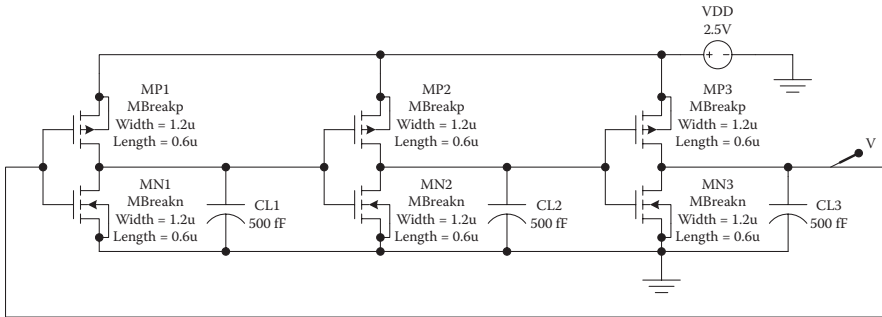 VDD
2.5V
+ -
MP1
MBreakp
Width = 1.2u
Length = 0.6u
MP2
MBreakp
Width = 1.2u
Length = 0.6u
MP3
MBreakp
Width = 1.2u
Length = 0.6u
V
MN1
MBreakn
Width = 1.2u
Length = 0.6u
CL1
500 fF
MN2
MBreakn
Width = 1.2u
Length = 0.6u
CL2
500 fF
MN3
MBreakn
Width = 1.2u
Length = 0.6u
CL3
500 fF